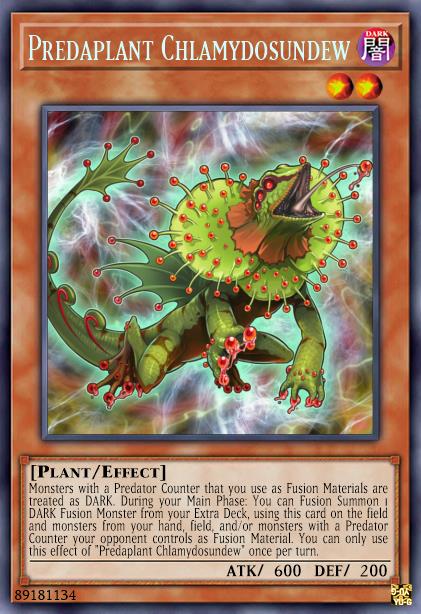 PREDAPLANT CHLAMYDOSUNDEW
DARK
闇
[PLANT/EFFECT]
Monsters with a Predator Counter that you use as Fusion Materials are
treated as DARK. During your Main Phase: You can Fusion Summon 1
DARK Fusion Monster from your Extra Deck, using this card on the field
and monsters from your hand, field, and/or monsters with a Predator
Counter your opponent controls as Fusion Material. You can only use
this effect of "Predaplant Chlamydosundew" once per turn.
ATK/ 600 DEF/ 200
89181134